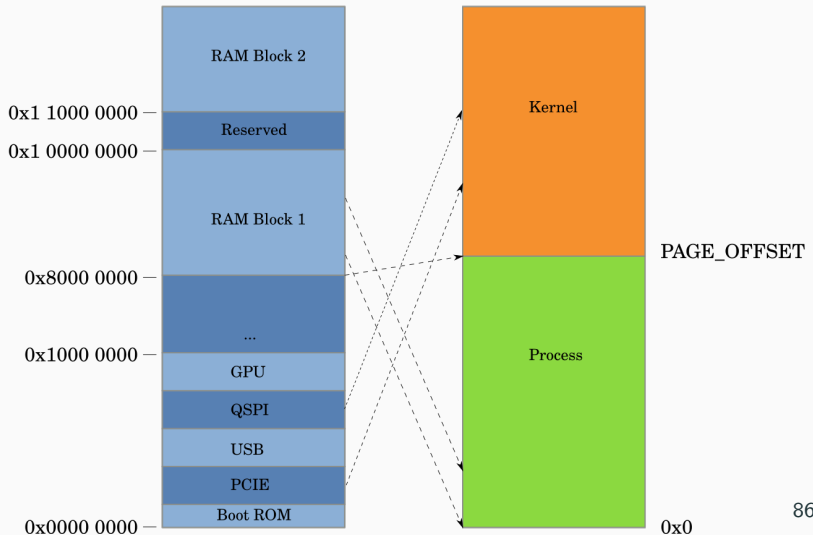 RAM Block 2
0x1 1000 0000
Reserved
0x1 0000 0000
RAM Block 1
0x8000 0000
...
0x1000 0000
GPU
QSPI
USB
PCIE
Boot ROM
0x0000 0000
Kernel
PAGE_OFFSET
Process
0x0
86